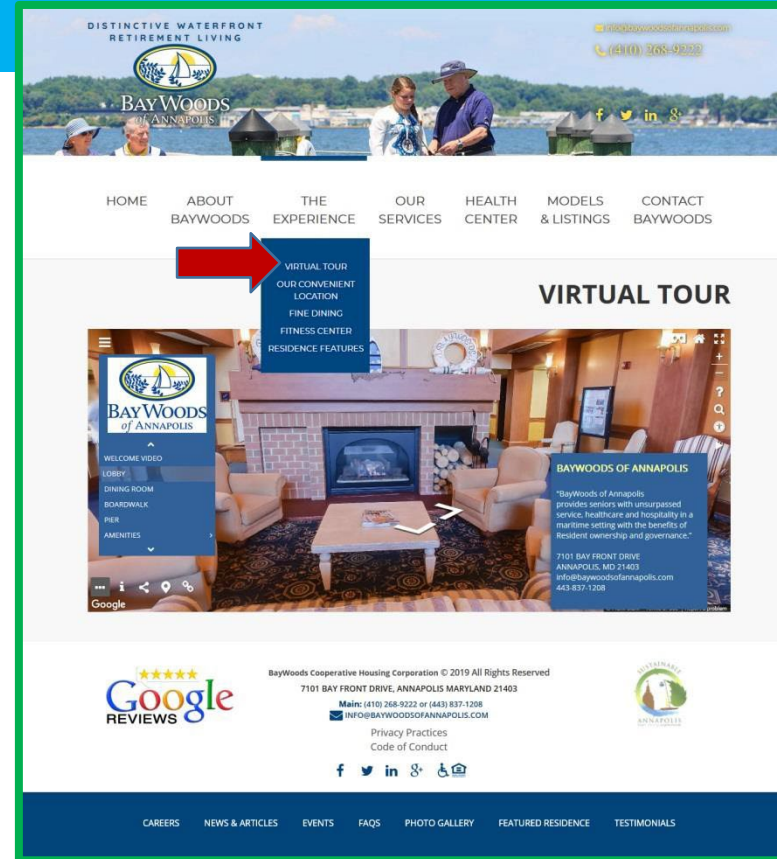 DISTINCTIVE WATERFRONT
RETIREMENT LIVING
BAYWOODS
of ANNAPOLIS
info@baywoodsofannapolis.com
(410) 268-9222
HOME
ABOUT
BAYWOODS
THE
EXPERIENCE
OUR
SERVICES
HEALTH
CENTER
MODELS
& LISTINGS
CONTACT
BAYWOODS
VIRTUAL TOUR
OUR CONVENIENT
LOCATION
FINE DINING
FITNESS CENTER
RESIDENCE FEATURES
VIRTUAL TOUR
BAYWOODS
of ANNAPOLIS
WELCOME VIDEO
LOBBY
DINING ROOM
BOARDWALK
PIER
AMENITIES
BAYWOODS OF ANNAPOLIS
"BayWoods of Annapolis
provides seniors with unsurpassed
service, healthcare and hospitality in a
maritime setting with the benefits of
Resident ownership and governance."
7101 BAY FRONT DRIVE
ANNAPOLIS, MD 21403
info@baywoodsofannapolis.com
443-837-1208
Google
problem
Google
REVIEWS
BayWoods Cooperative Housing Corporation © 2019 All Rights Reserved
7101 BAY FRONT DRIVE, ANNAPOLIS MARYLAND 21403
Main: (410) 268-9222 or (443) 837-1208
INFO@BAYWOODSOFANNAPOLIS.COM
Privacy Practices
Code of Conduct
SUSTAINABLE
ANNAPOLIS
CAREERS NEWS & ARTICLES EVENTS FAQS PHOTO GALLERY FEATURED RESIDENCE TESTIMONIALS